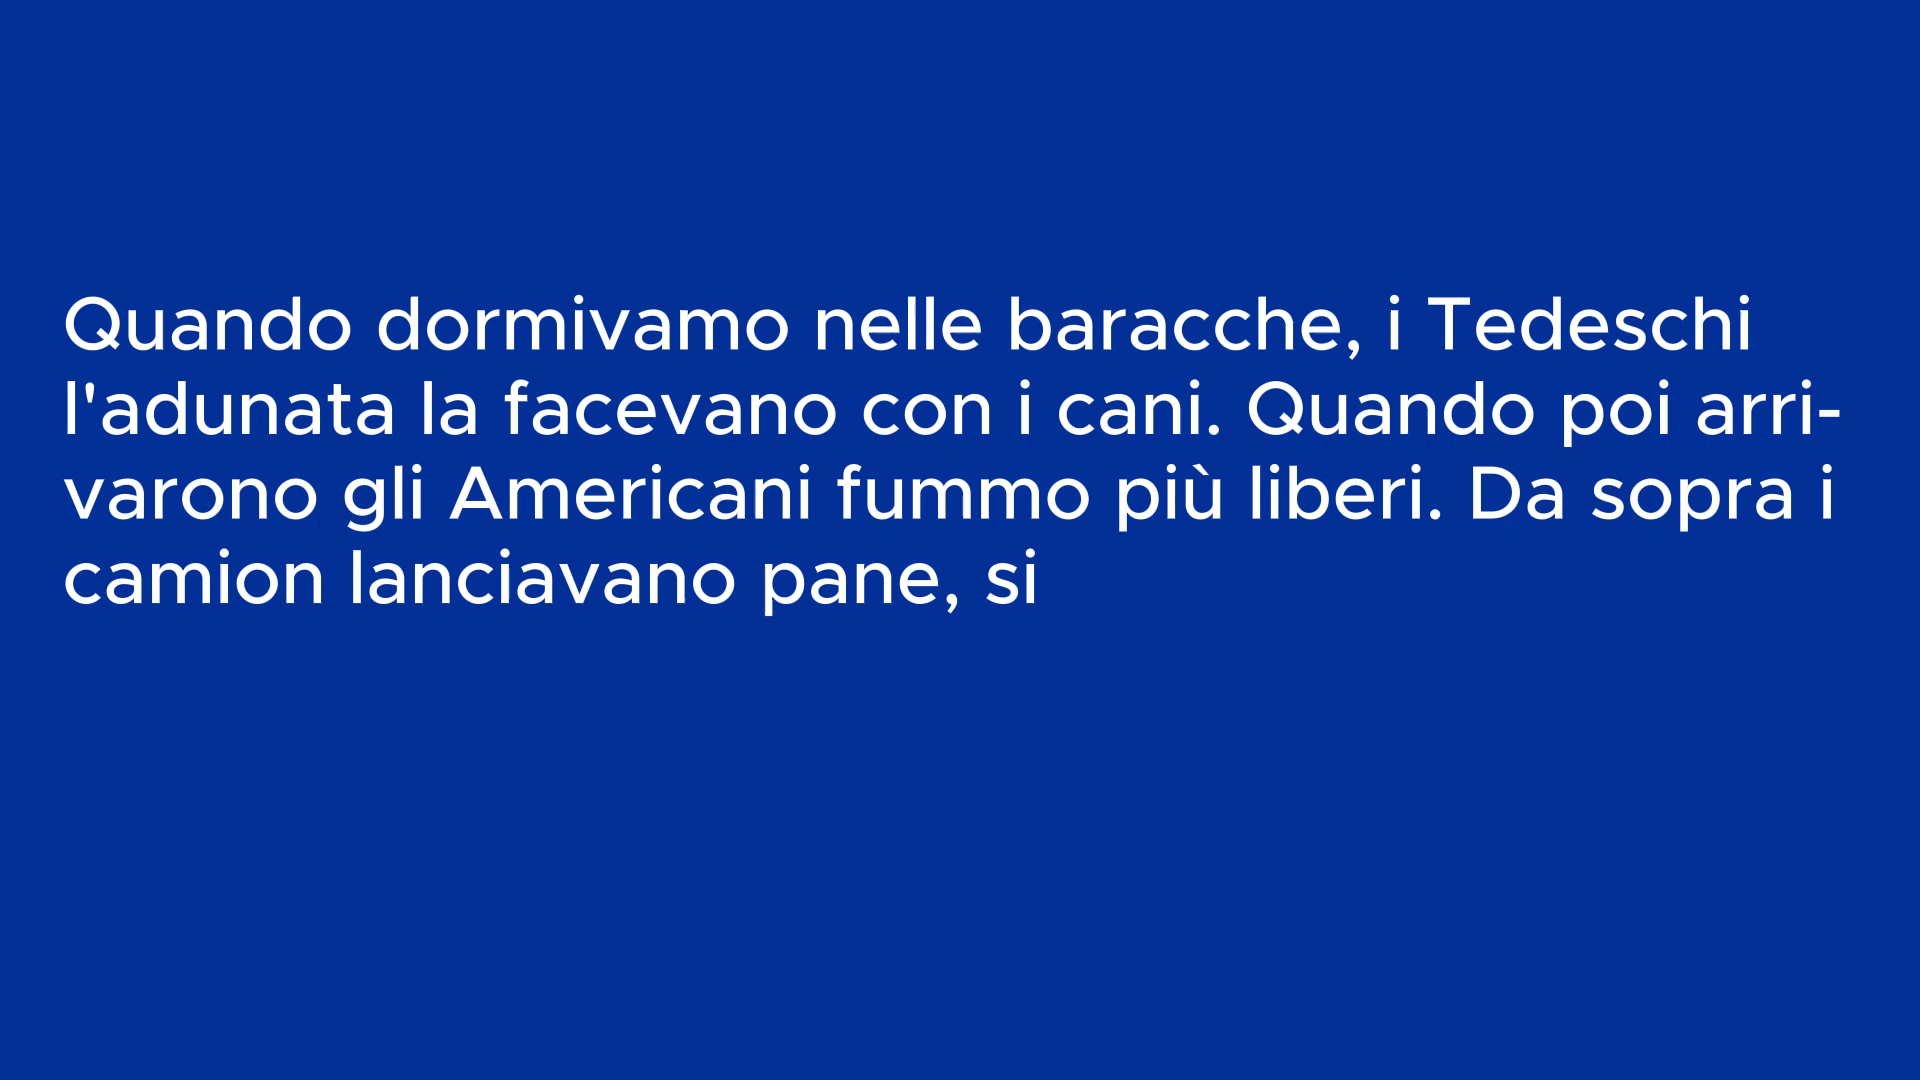 Quando dormivamo nelle baracche, i Tedeschi
l'adunata la facevano con i cani. Quando poi arri-
varono gli Americani fummo più liberi. Da sopra i
camion lanciavano pane, si